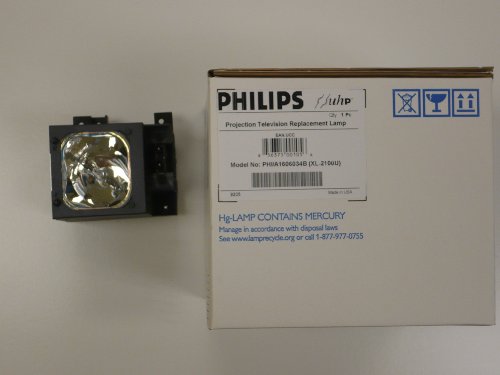 PHILIPS uhp
Qty. 1 Pc
Projection Television Replacement Lamp
EAN.UCC
Model No: PHI/A1606034B (XL-2100U)
Made in USA
Hg-LAMP CONTAINS MERCURY
Manage in accordance with disposal laws
See www.lamprecycle.org or call 1-877-977-0755